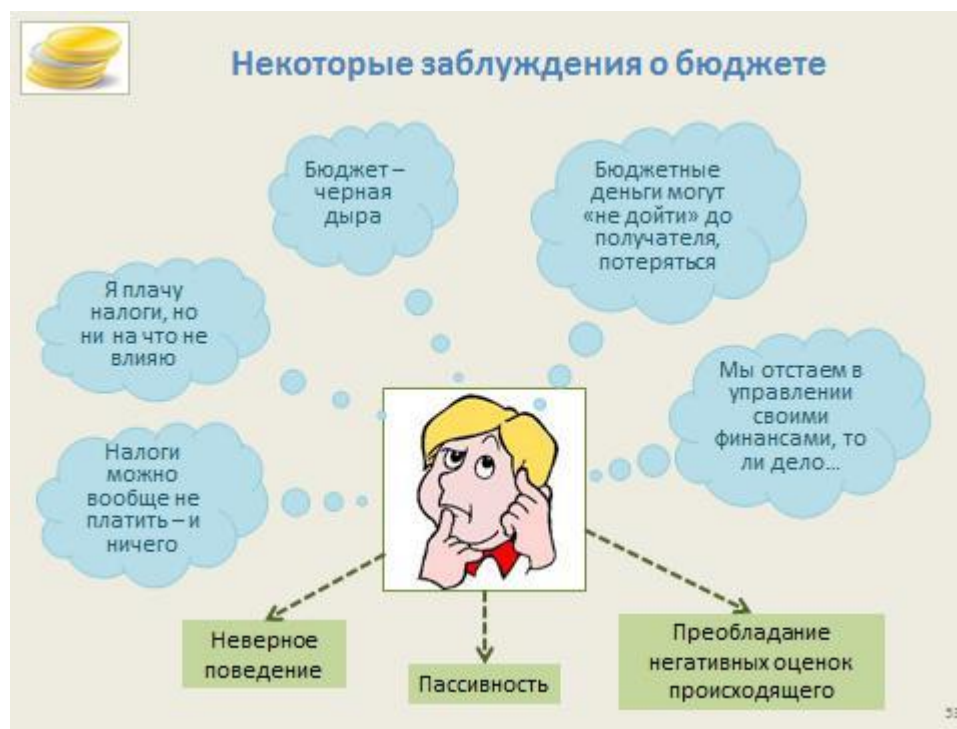 Некоторые заблуждения о бюджете
Бюджет –
черная
дыра
Бюджетные
деньги могут
«не дойти» до
получателя,
потеряться
Я плачу
налоги, но
ни на что не
влияю
Мы отстаем в
управлении
своими
финансами, то
ли дело...
Налоги
можно
вообще не
платить – и
ничего
Неверное
поведение
Пассивность
Преобладание
негативных оценок
происходящего